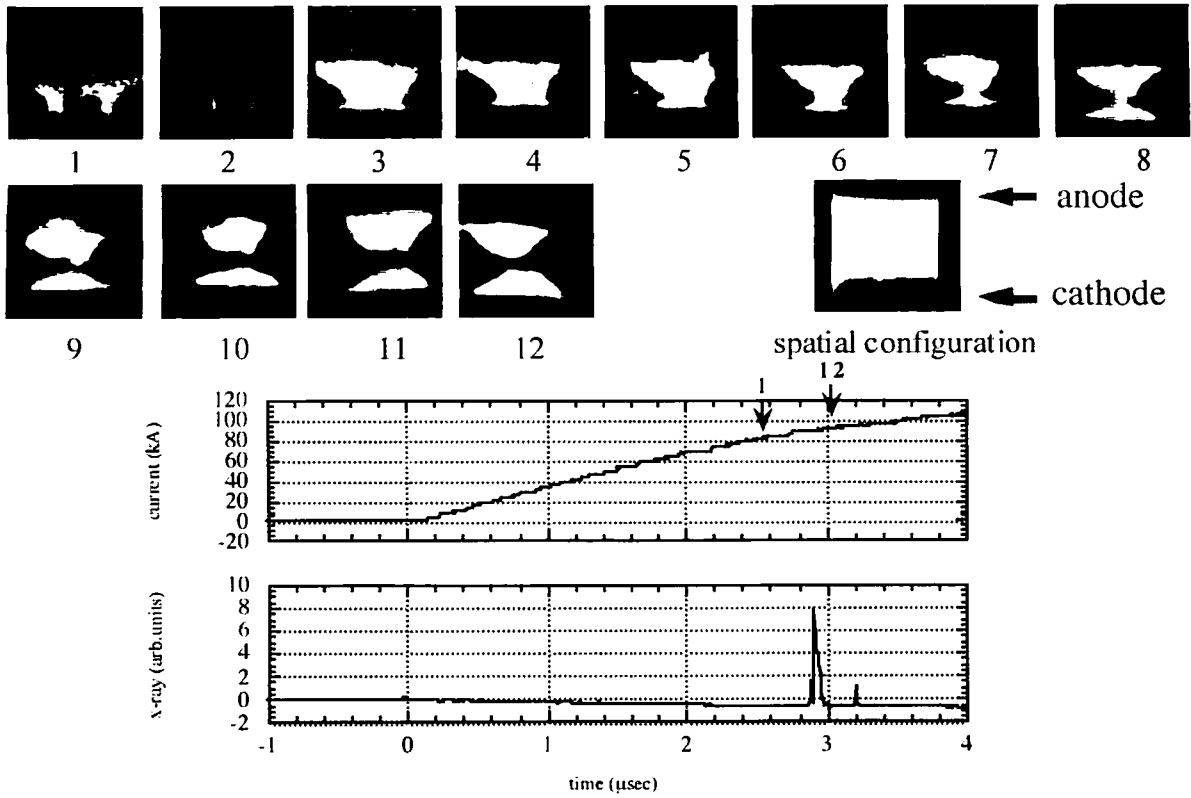 1 2 3 4 5 6 7 8
anode
cathode
9 10 11 12 spatial configuration
1 12
120
100
80
60
40
20
0
-20
current (kA)
10
8
6
4
2
0
-2
x-ray (arb.units)
-1 0 1 2 3 4
time (μsec)